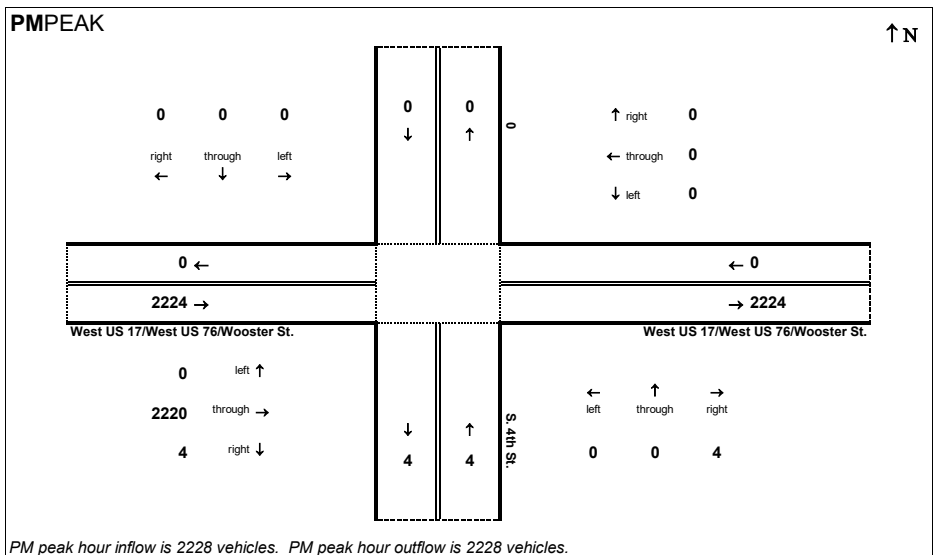 PMPEAK
↑ N
0 0 0
right through left
← ↓ →
0 0
↓ ↑
0
↑ right 0
← through 0
↓ left 0
0 ←
← 0
2224 →
→ 2224
West US 17/West US 76/Wooster St.
West US 17/West US 76/Wooster St.
0 left ↑
2220 through →
4 right ↓
↓ ↑
4 4
S. 4th St.
← ↑ →
left through right
0 0 4
PM peak hour inflow is 2228 vehicles. PM peak hour outflow is 2228 vehicles.